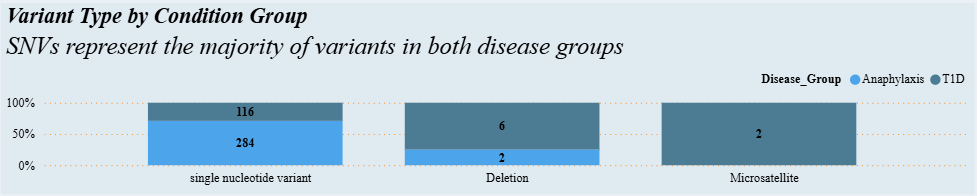 Variant Type by Condition Group
SNVs represent the majority of variants in both disease groups
Disease_Group Anaphylaxis T1D
100%
50%
0%
116
284
6
2
2
single nucleotide variant
Deletion
Microsatellite